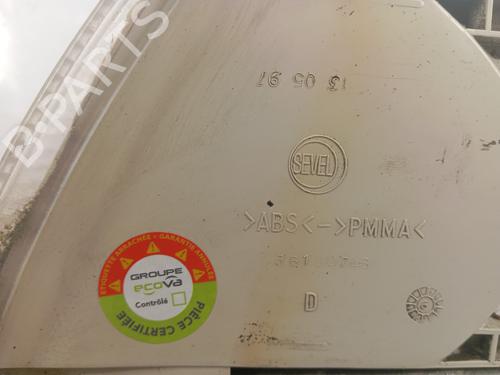 B-PARTS
13 05 97
SEVEL
>ABS<->PMMA<
D
ÉTIQUETTE ARRACHÉE = GARANTIE ANNULÉE
GROUPE
ecova
Contrôlé
PIÈCE CERTIFIÉE